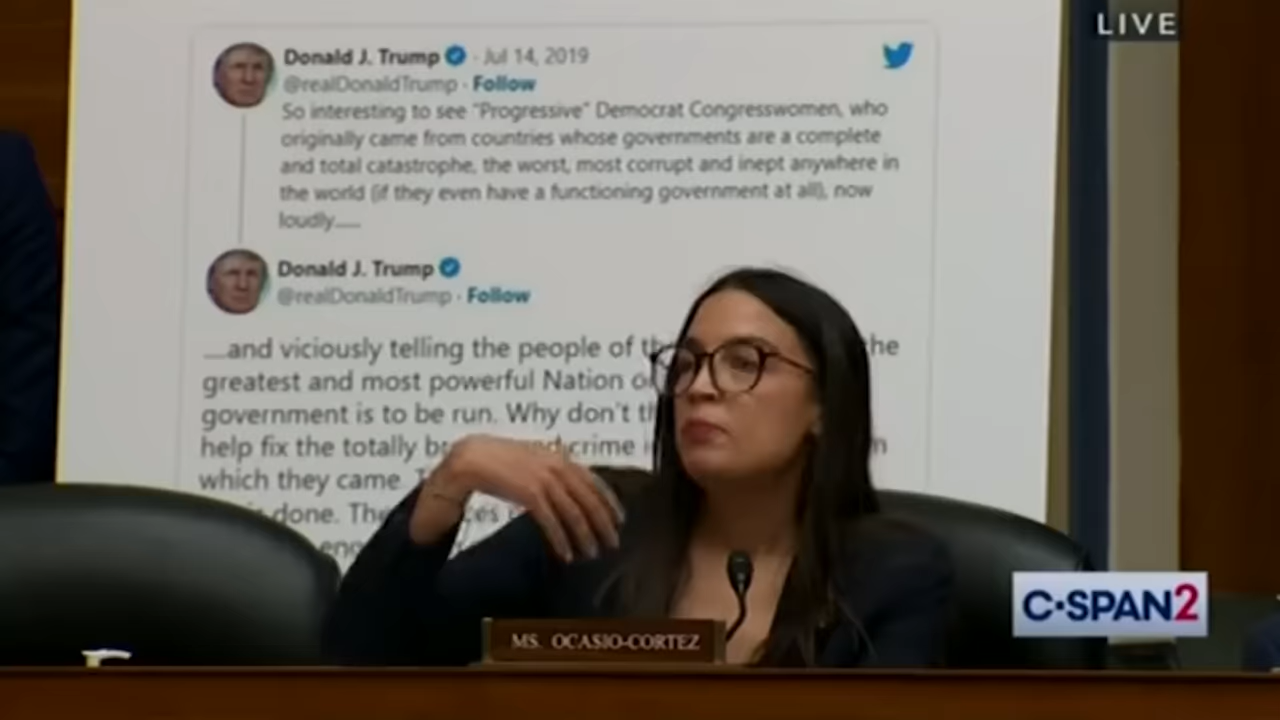 LIVE
Donald J. Trump · Jul 14, 2019
@realDonaldTrump · Follow
So interesting to see "Progressive" Democrat Congresswomen, who
originally came from countries whose governments are a complete
and total catastrophe, the worst, most corrupt and inept anywhere in
the world (if they even have a functioning government at all), now
loudly......
Donald J. Trump
@realDonaldTrump · Follow
....and viciously telling the people of the
greatest and most powerful Nation
government is to be run. Why don't
help fix the totally crime
which they came.
done.
C-SPAN2
MS. OCASIO-CORTEZ